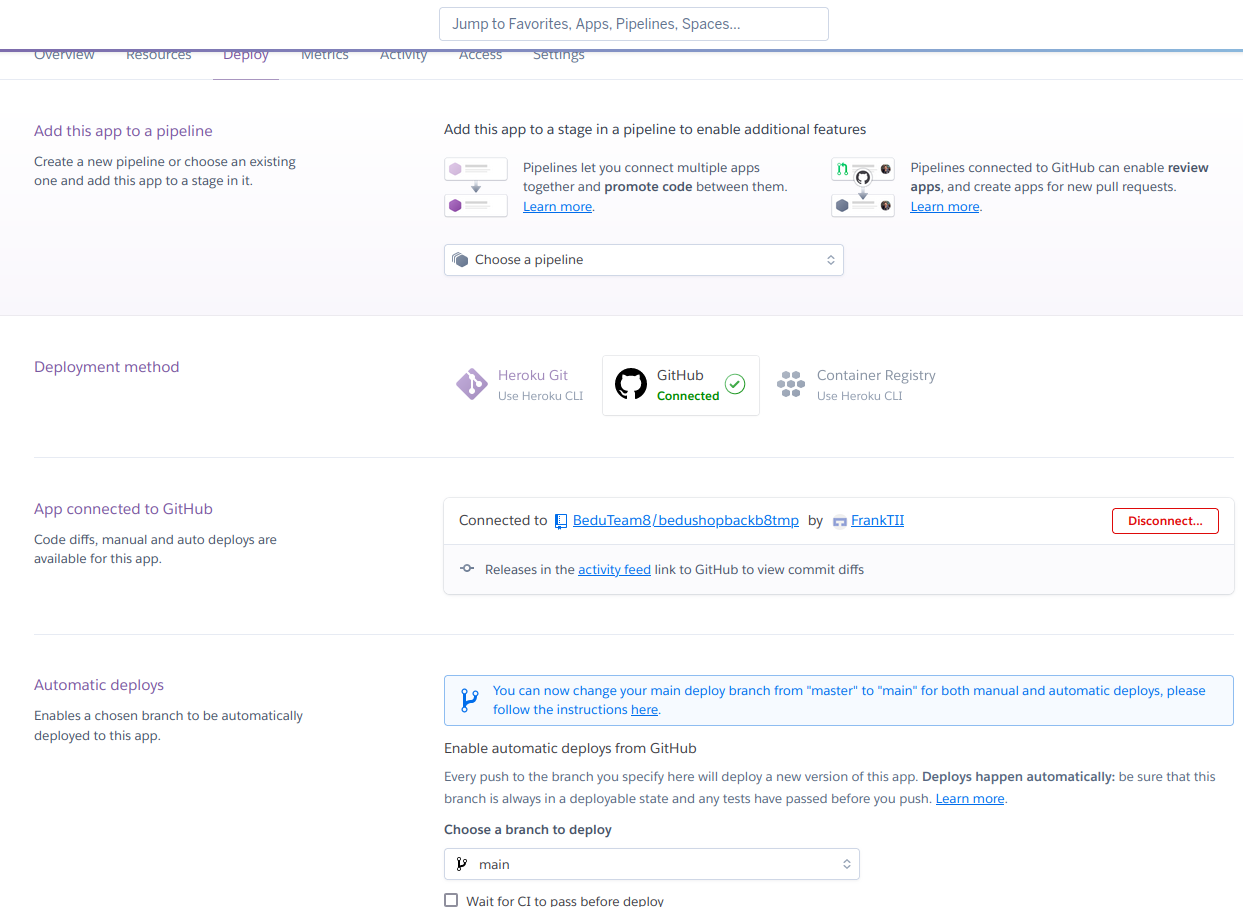 Jump to Favorites, Apps, Pipelines, Spaces...
Overview Resources Deploy Metrics Activity Access Settings
Add this app to a pipeline
Create a new pipeline or choose an existing
one and add this app to a stage in it.
Add this app to a stage in a pipeline to enable additional features
Pipelines let you connect multiple apps
together and promote code between them.
Learn more.
Pipelines connected to GitHub can enable review
apps, and create apps for new pull requests.
Learn more.
Choose a pipeline
Deployment method
Heroku Git
Use Heroku CLI
GitHub
Connected
Container Registry
Use Heroku CLI
App connected to GitHub
Code diffs, manual and auto deploys are
available for this app.
Connected to BeduTeam8/bedushopbackb8tmp by FrankTII
Disconnect...
Releases in the activity feed link to GitHub to view commit diffs
Automatic deploys
Enables a chosen branch to be automatically
deployed to this app.
You can now change your main deploy branch from "master" to "main" for both manual and automatic deploys, please
follow the instructions here.
Enable automatic deploys from GitHub
Every push to the branch you specify here will deploy a new version of this app. Deploys happen automatically: be sure that this
branch is always in a deployable state and any tests have passed before you push. Learn more.
Choose a branch to deploy
main
Wait for CI to pass before deploy